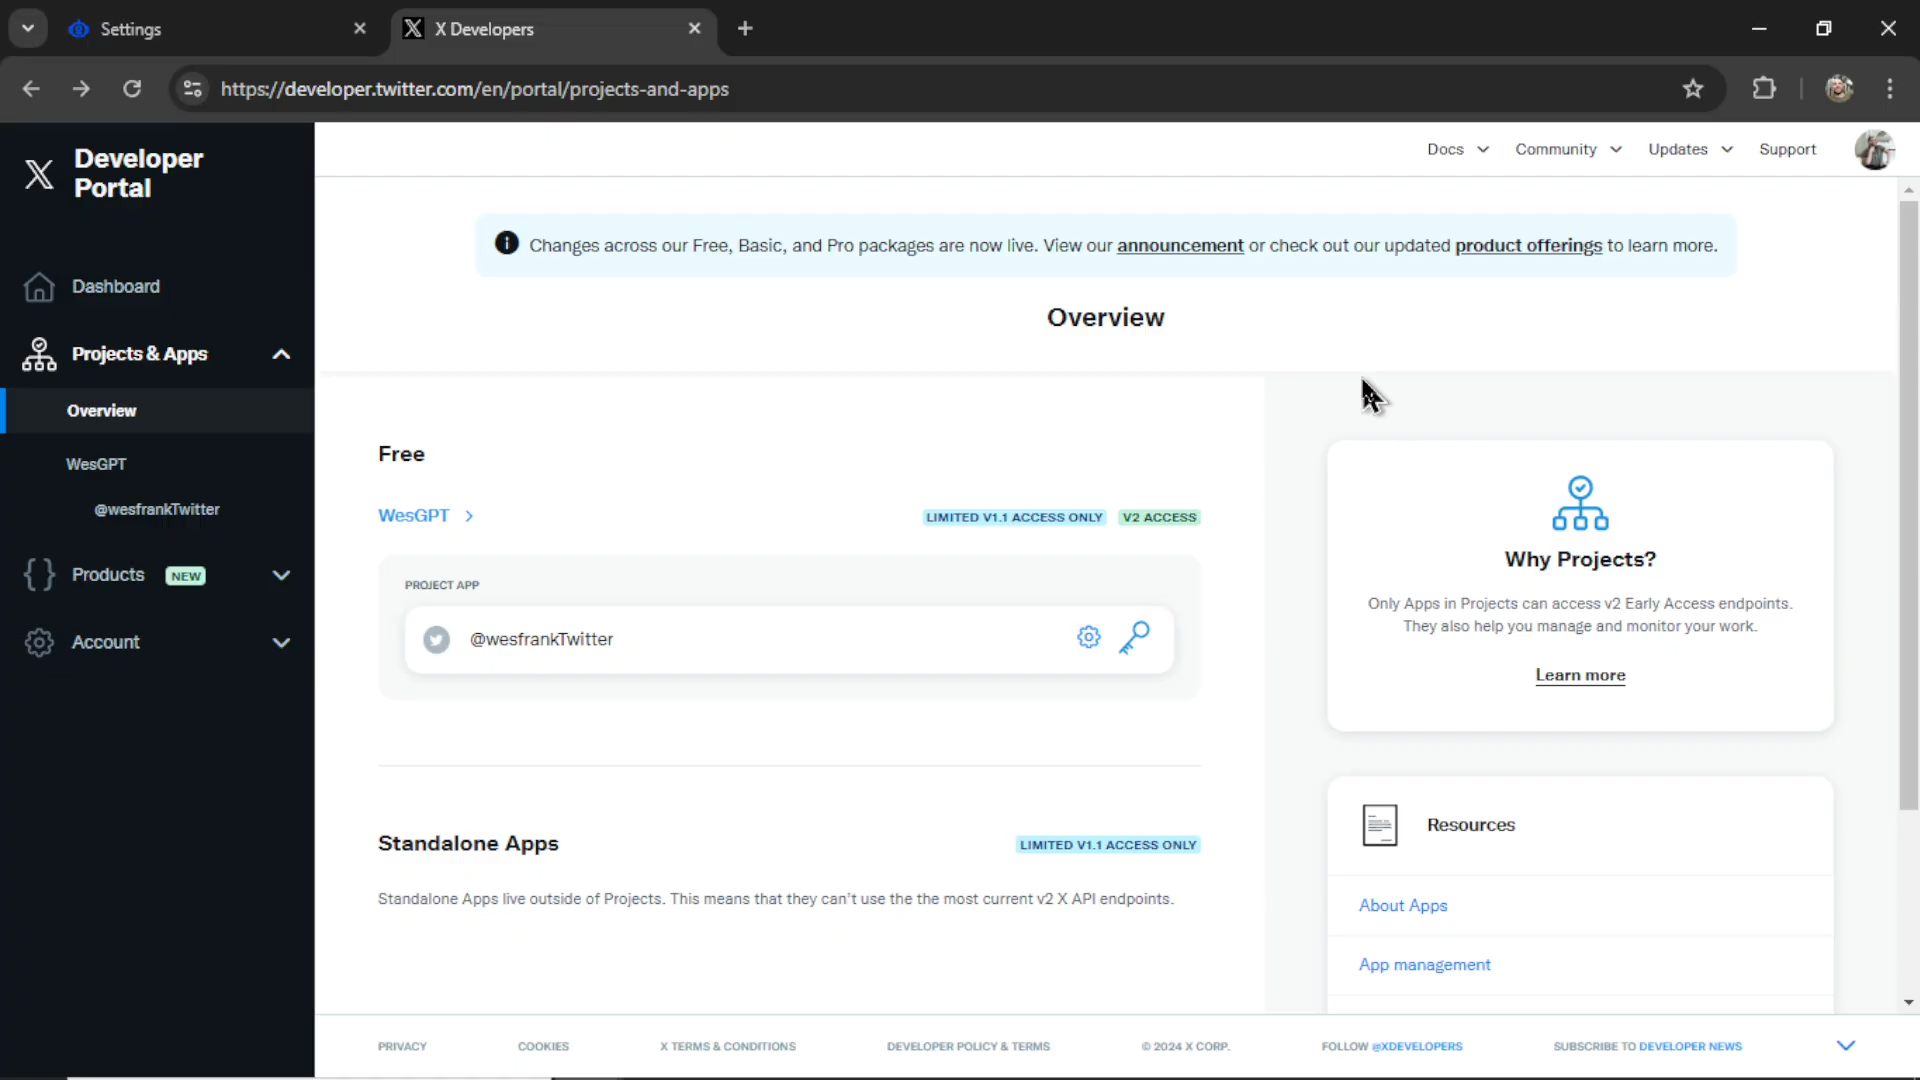 Settings
X Developers
https://developer.twitter.com/en/portal/projects-and-apps
Developer
Portal
Docs
Community
Updates
Support
Changes across our Free, Basic, and Pro packages are now live. View our announcement or check out our updated product offerings to learn more.
Dashboard
Overview
Projects & Apps
Overview
Free
WesGPT
@wesfrankTwitter
WesGPT
LIMITED V1.1 ACCESS ONLY
V2 ACCESS
Products
NEW
PROJECT APP
Account
@wesfrankTwitter
Why Projects?
Only Apps in Projects can access v2 Early Access endpoints.
They also help you manage and monitor your work.
Learn more
Standalone Apps
LIMITED V1.1 ACCESS ONLY
Standalone Apps live outside of Projects. This means that they can't use the the most current v2 X API endpoints.
Resources
About Apps
App management
PRIVACY
COOKIES
X TERMS & CONDITIONS
DEVELOPER POLICY & TERMS
© 2024 X CORP.
FOLLOW @XDEVELOPERS
SUBSCRIBE TO DEVELOPER NEWS